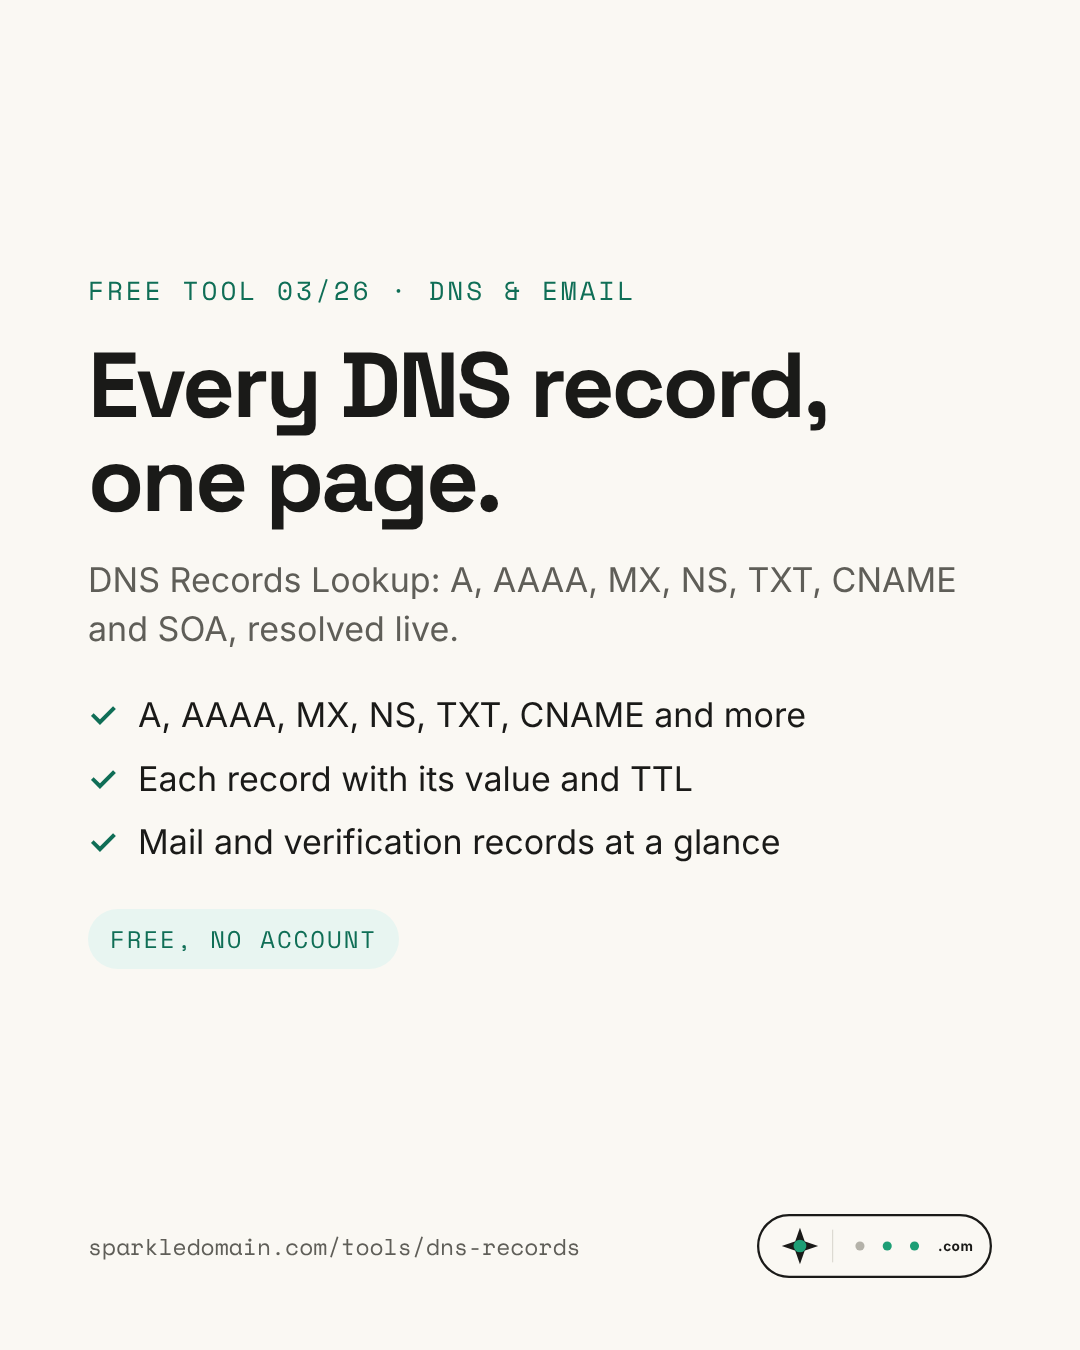 FREE TOOL 03/26 · DNS & EMAIL
Every DNS record,
one page.
DNS Records Lookup: A, AAAA, MX, NS, TXT, CNAME
and SOA, resolved live.
A, AAAA, MX, NS, TXT, CNAME and more
Each record with its value and TTL
Mail and verification records at a glance
FREE, NO ACCOUNT
sparkledomain.com/tools/dns-records
.com